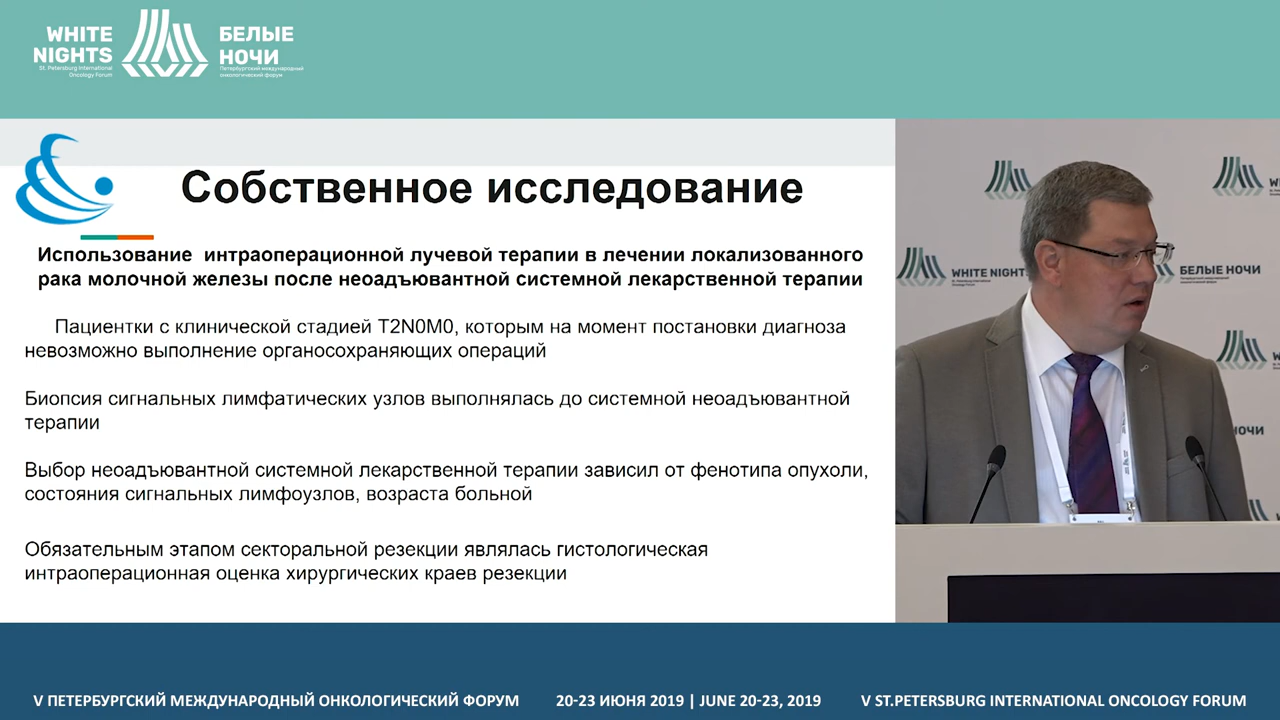 WHITE
NIGHTS
St. Petersburg International
Oncology Forum
БЕЛЫЕ
НОЧИ
Петербургский международный
онкологический форум
Собственное исследование
Использование интраоперационной лучевой терапии в лечении локализованного
рака молочной железы после неоадъювантной системной лекарственной терапии
Пациентки с клинической стадией T2N0M0, которым на момент постановки диагноза
невозможно выполнение органосохраняющих операций
Биопсия сигнальных лимфатических узлов выполнялась до системной неоадъювантной
терапии
Выбор неоадъювантной системной лекарственной терапии зависил от фенотипа опухоли,
состояния сигнальных лимфоузлов, возраста больной
Обязательным этапом секторальной резекции являлась гистологическая
интраоперационная оценка хирургических краев резекции
WHITE NIGHTS
БЕЛЫЕ НОЧИ
V ПЕТЕРБУРГСКИЙ МЕЖДУНАРОДНЫЙ ОНКОЛОГИЧЕСКИЙ ФОРУМ
20-23 ИЮНЯ 2019 | JUNE 20-23, 2019
V ST.PETERSBURG INTERNATIONAL ONCOLOGY FORUM